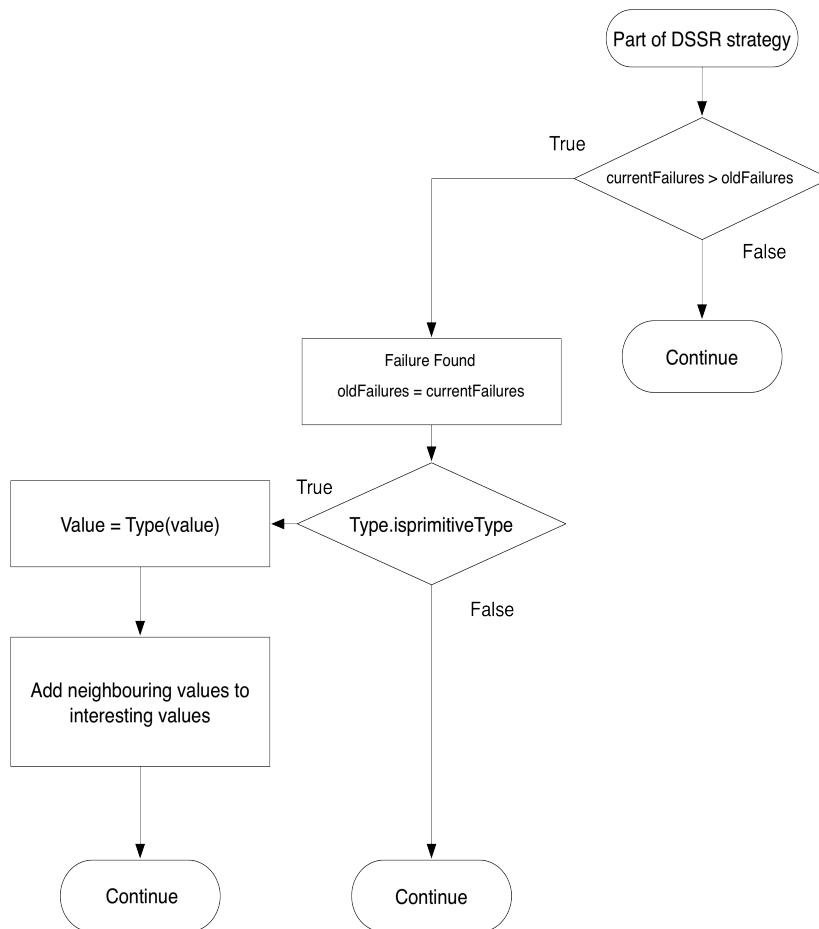 Part of DSSR strategy
True
currentFailures > oldFailures
False
Continue
Failure Found
oldFailures = currentFailures
True
Value = Type(value)
Type.isprimitiveType
False
Add neighbouring values to
interesting values
Continue
Continue